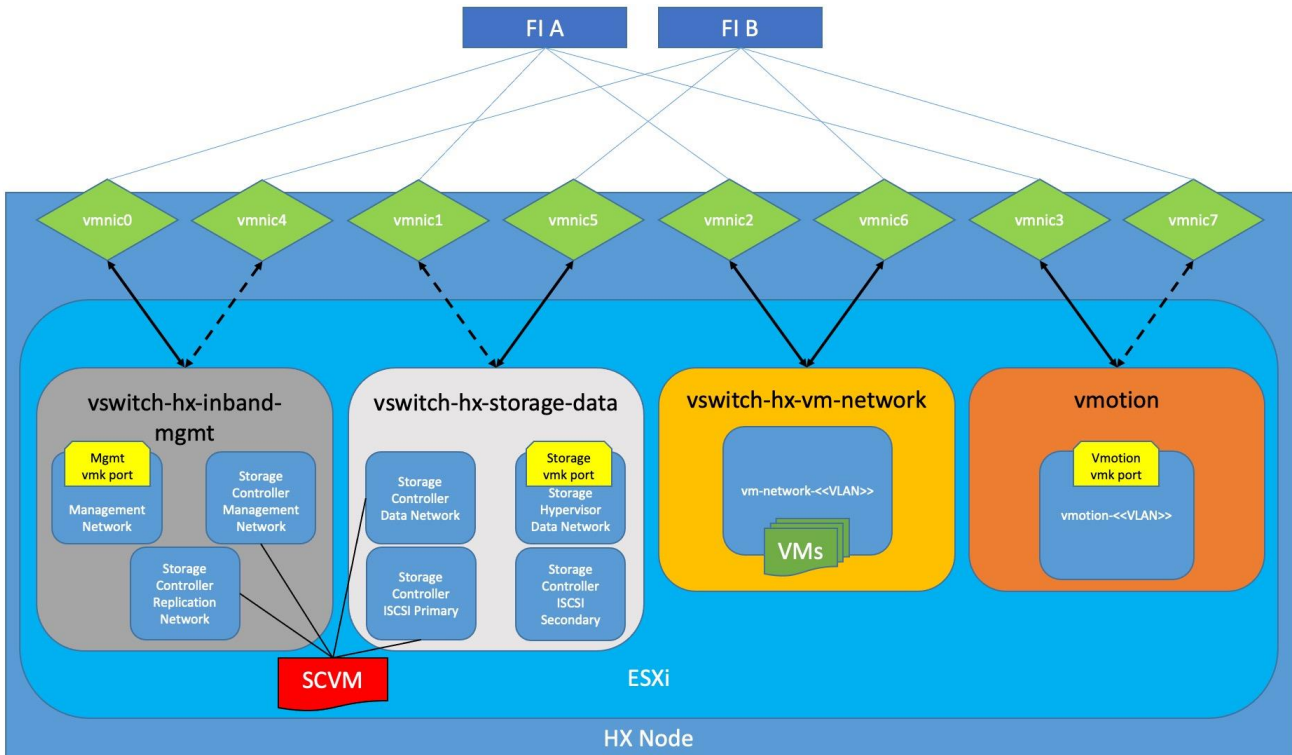 FI A
FI B
vmnic0
vmnic4
vmnic1
vmnic5
vmnic2
vmnic6
vmnic3
vmnic7
vswitch-hx-inband-
mgmt
Mgmt
vmk port
Management
Network
Storage
Controller
Management
Network
Storage
Controller
Replication
Network
vswitch-hx-storage-data
Storage
Controller
Data Network
Storage
vmk port
Storage
Hypervisor
Data Network
Storage
Controller
ISCSI Primary
Storage
Controller
ISCSI
Secondary
vswitch-hx-vm-network
vm-network-<<VLAN>>
VMs
vmotion
Vmotion
vmk port
vmotion-<<VLAN>>
SCVM
ESXi
HX Node